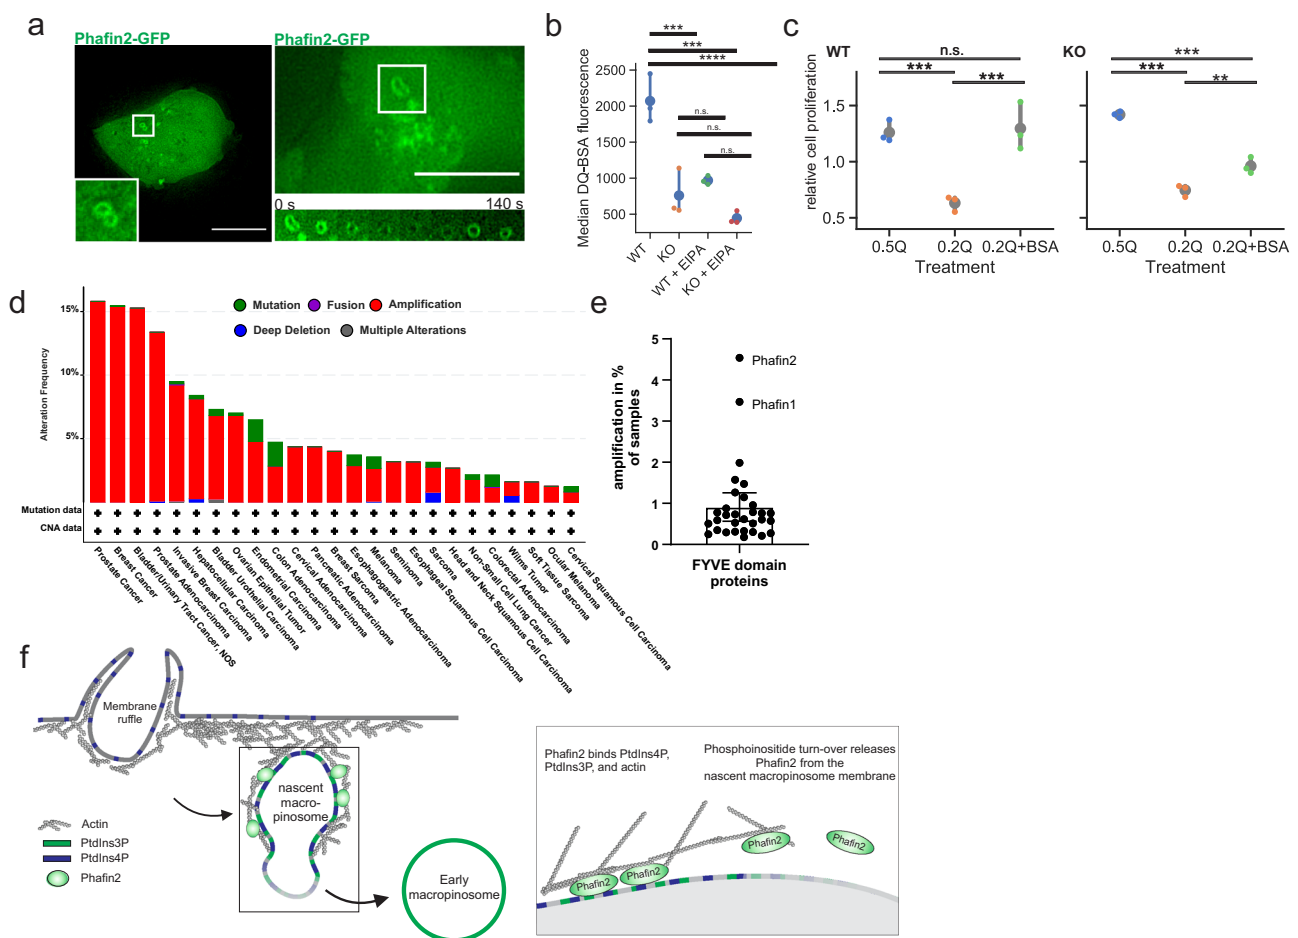 a
Phafin2-GFP
Phafin2-GFP
0 s
140 s
b
***
***
****
n.s.
n.s.
n.s.
Median DQ-BSA fluorescence
2500
2000
1500
1000
500
WT
KO
WT + EIPA
KO + EIPA
c
WT
n.s.
***
***
relative cell proliferation
1.5
1.0
0.5
0.5Q
0.2Q
0.2Q+BSA
Treatment
KO
***
***
**
0.5Q
0.2Q
0.2Q+BSA
Treatment
d
Mutation
Fusion
Amplification
Deep Deletion
Multiple Alterations
Alteration Frequency
15%
10%
5%
Mutation data
CNA data
Prostate Cancer
Breast Cancer
Bladder/Urinary Tract Cancer, NOS
Prostate Adenocarcinoma
Invasive Breast Carcinoma
Hepatocellular Carcinoma
Bladder Urothelial Carcinoma
Ovarian Epithelial Tumor
Endometrial Carcinoma
Colon Adenocarcinoma
Cervical Adenocarcinoma
Pancreatic Adenocarcinoma
Breast Sarcoma
Esophagogastric Adenocarcinoma
Melanoma
Seminoma
Esophageal Squamous Cell Carcinoma
Sarcoma
Head and Neck Squamous Cell Carcinoma
Non-Small Cell Lung Cancer
Colorectal Adenocarcinoma
Wilms Tumor
Soft Tissue Sarcoma
Ocular Melanoma
Cervical Squamous Cell Carcinoma
e
amplification in %
of samples
5
4
3
2
1
0
Phafin2
Phafin1
FYVE domain
proteins
f
Membrane
ruffle
nascent
macro-
pinosome
Actin
PtdIns3P
PtdIns4P
Phafin2
Early
macropinosome
Phafin2 binds PtdIns4P,
PtdIns3P, and actin
Phosphoinositide turn-over releases
Phafin2 from the
nascent macropinosome membrane
Phafin2
Phafin2
Phafin2
Phafin2